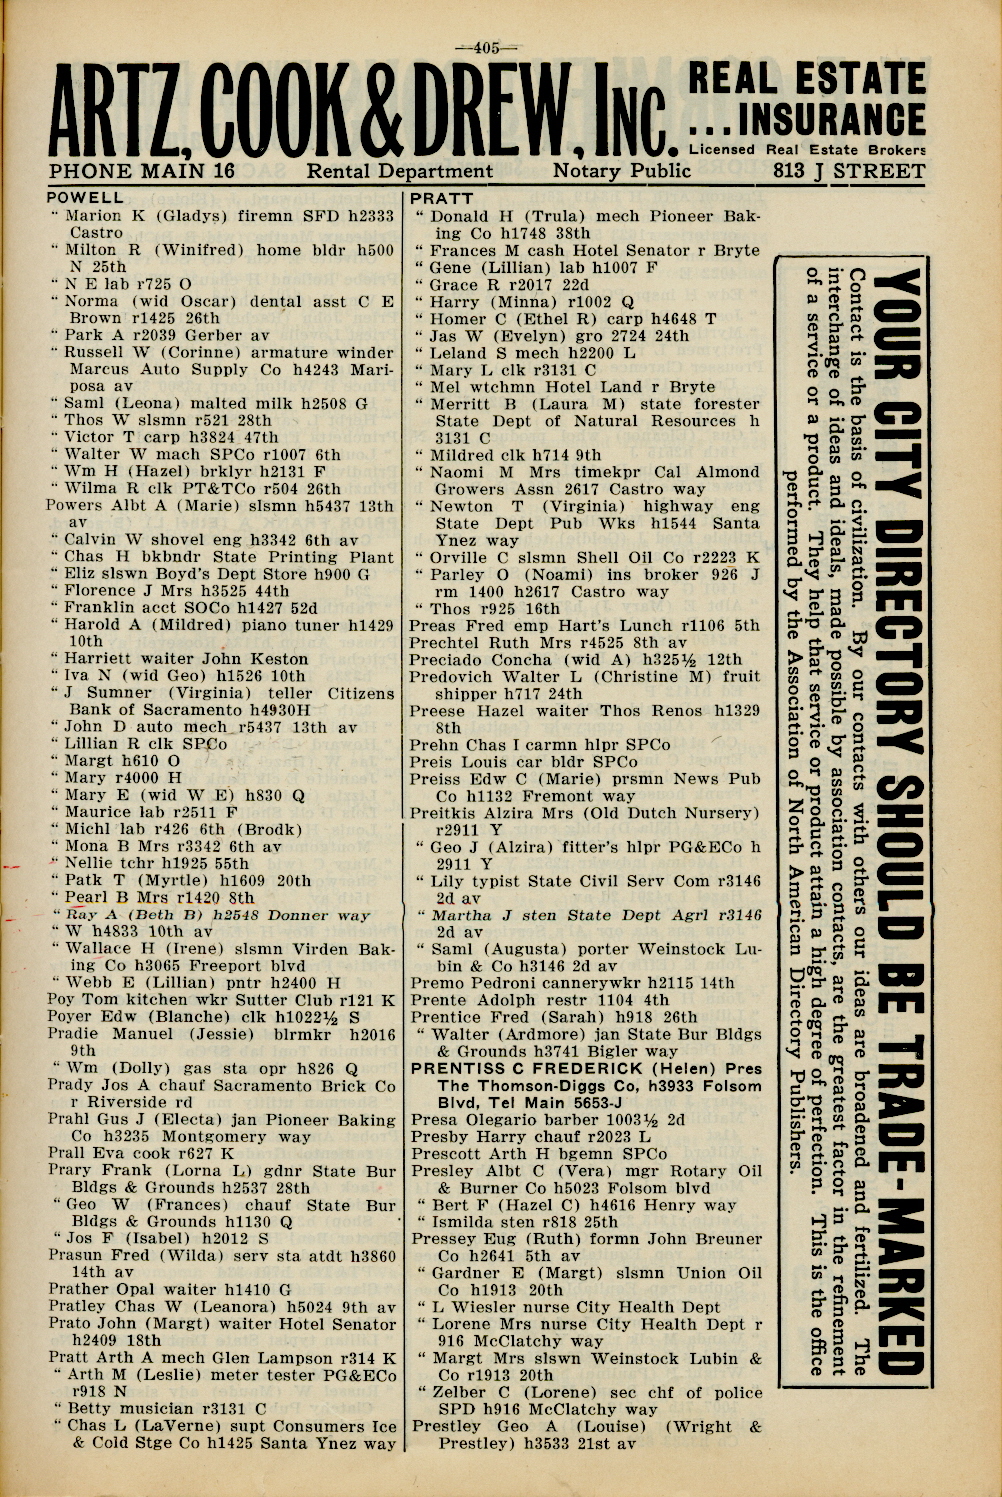 —405—
ARTZ, COOK & DREW, INC.
REAL ESTATE
...INSURANCE
Licensed Real Estate Brokers
PHONE MAIN 16 Rental Department Notary Public 813 J STREET
POWELL
" Marion K (Gladys) firemn SFD h2333
Castro
" Milton R (Winifred) home bldr h500
N 25th
" N E lab r725 O
" Norma (wid Oscar) dental asst C E
Brown r1425 26th
" Park A r2039 Gerber av
" Russell W (Corinne) armature winder
Marcus Auto Supply Co h4243 Mari-
posa av
" Saml (Leona) malted milk h2508 G
" Thos W slsmn r521 28th
" Victor T carp h3824 47th
" Walter W mach SPCo r1007 6th
" Wm H (Hazel) brklyr h2131 F
" Wilma R clk PT&TCo r504 26th
Powers Albt A (Marie) slsmn h5437 13th
av
" Calvin W shovel eng h3342 6th av
" Chas H bkbndr State Printing Plant
" Eliz slswn Boyd's Dept Store h900 G
" Florence J Mrs h3525 44th
" Franklin acct SOCo h1427 52d
" Harold A (Mildred) piano tuner h1429
10th
" Harriett waiter John Keston
" Iva N (wid Geo) h1526 10th
" J Sumner (Virginia) teller Citizens
Bank of Sacramento h4930H
" John D auto mech r5437 13th av
" Lillian R clk SPCo
" Margt h610 O
" Mary r4000 H
" Mary E (wid W E) h830 Q
" Maurice lab r2511 F
" Michl lab r426 6th (Brodk)
" Mona B Mrs r3342 6th av
" Nellie tchr h1925 55th
" Patk T (Myrtle) h1609 20th
" Pearl B Mrs r1420 8th
" Ray A (Beth B) h2548 Donner way
" W h4833 10th av
" Wallace H (Irene) slsmn Virden Bak-
ing Co h3065 Freeport blvd
" Webb E (Lillian) pntr h2400 H
Poy Tom kitchen wkr Sutter Club r121 K
Poyer Edw (Blanche) clk h1022½ S
Pradie Manuel (Jessie) blrmkr h2016
9th
" Wm (Dolly) gas sta opr h826 Q
Prady Jos A chauf Sacramento Brick Co
r Riverside rd
Prahl Gus J (Electa) jan Pioneer Baking
Co h3235 Montgomery way
Prall Eva cook r627 K
Prary Frank (Lorna L) gdnr State Bur
Bldgs & Grounds h2537 28th
" Geo W (Frances) chauf State Bur
Bldgs & Grounds h1130 Q
" Jos F (Isabel) h2012 S
Prasun Fred (Wilda) serv sta atdt h3860
14th av
Prather Opal waiter h1410 G
Pratley Chas W (Leanora) h5024 9th av
Prato John (Margt) waiter Hotel Senator
h2409 18th
Pratt Arth A mech Glen Lampson r314 K
" Arth M (Leslie) meter tester PG&ECo
r918 N
" Betty musician r3131 C
" Chas L (LaVerne) supt Consumers Ice
& Cold Stge Co h1425 Santa Ynez way
PRATT
" Donald H (Trula) mech Pioneer Bak-
ing Co h1748 38th
" Frances M cash Hotel Senator r Bryte
" Gene (Lillian) lab h1007 F
" Grace R r2017 22d
" Harry (Minna) r1002 Q
" Homer C (Ethel R) carp h4648 T
" Jas W (Evelyn) gro 2724 24th
" Leland S mech h2200 L
" Mary L clk r3131 C
" Mel wtchmn Hotel Land r Bryte
" Merritt B (Laura M) state forester
State Dept of Natural Resources h
3131 C
" Mildred clk h714 9th
" Naomi M Mrs timekpr Cal Almond
Growers Assn 2617 Castro way
" Newton T (Virginia) highway eng
State Dept Pub Wks h1544 Santa
Ynez way
" Orville C slsmn Shell Oil Co r2223 K
" Parley O (Noami) ins broker 926 J
rm 1400 h2617 Castro way
" Thos r925 16th
Preas Fred emp Hart's Lunch r1106 5th
Prechtel Ruth Mrs r4525 8th av
Preciado Concha (wid A) h325½ 12th
Predovich Walter L (Christine M) fruit
shipper h717 24th
Preese Hazel waiter Thos Renos h1329
8th
Prehn Chas I carmn hlpr SPCo
Preis Louis car bldr SPCo
Preiss Edw C (Marie) prsmn News Pub
Co h1132 Fremont way
Preitkis Alzira Mrs (Old Dutch Nursery)
r2911 Y
" Geo J (Alzira) fitter's hlpr PG&ECo h
2911 Y
" Lily typist State Civil Serv Com r3146
2d av
" Martha J sten State Dept Agrl r3146
2d av
" Saml (Augusta) porter Weinstock Lu-
bin & Co h3146 2d av
Premo Pedroni cannerywkr h2115 14th
Prente Adolph restr 1104 4th
Prentice Fred (Sarah) h918 26th
" Walter (Ardmore) jan State Bur Bldgs
& Grounds h3741 Bigler way
PRENTISS C FREDERICK (Helen) Pres
The Thomson-Diggs Co, h3933 Folsom
Blvd, Tel Main 5653-J
Presa Olegario barber 1003½ 2d
Presby Harry chauf r2023 L
Prescott Arth H bgemn SPCo
Presley Albt C (Vera) mgr Rotary Oil
& Burner Co h5023 Folsom blvd
" Bert F (Hazel C) h4616 Henry way
" Ismilda sten r818 25th
Pressey Eug (Ruth) formn John Breuner
Co h2641 5th av
" Gardner E (Margt) slsmn Union Oil
Co h1913 20th
" L Wiesler nurse City Health Dept
" Lorene Mrs nurse City Health Dept r
916 McClatchy way
" Margt Mrs slswn Weinstock Lubin &
Co r1913 20th
" Zelber C (Lorene) sec chf of police
SPD h916 McClatchy way
Prestley Geo A (Louise) (Wright &
Prestley) h3533 21st av
YOUR CITY DIRECTORY SHOULD BE TRADE-MARKED
Contact is the basis of civilization. By our contacts with others our ideas are broadened and fertilized. The
interchange of ideas and ideals, made possible by association contacts, are the greatest factor in the refinement
of a service or a product. They help that service or product attain a high degree of perfection. This is the office
performed by the Association of North American Directory Publishers.